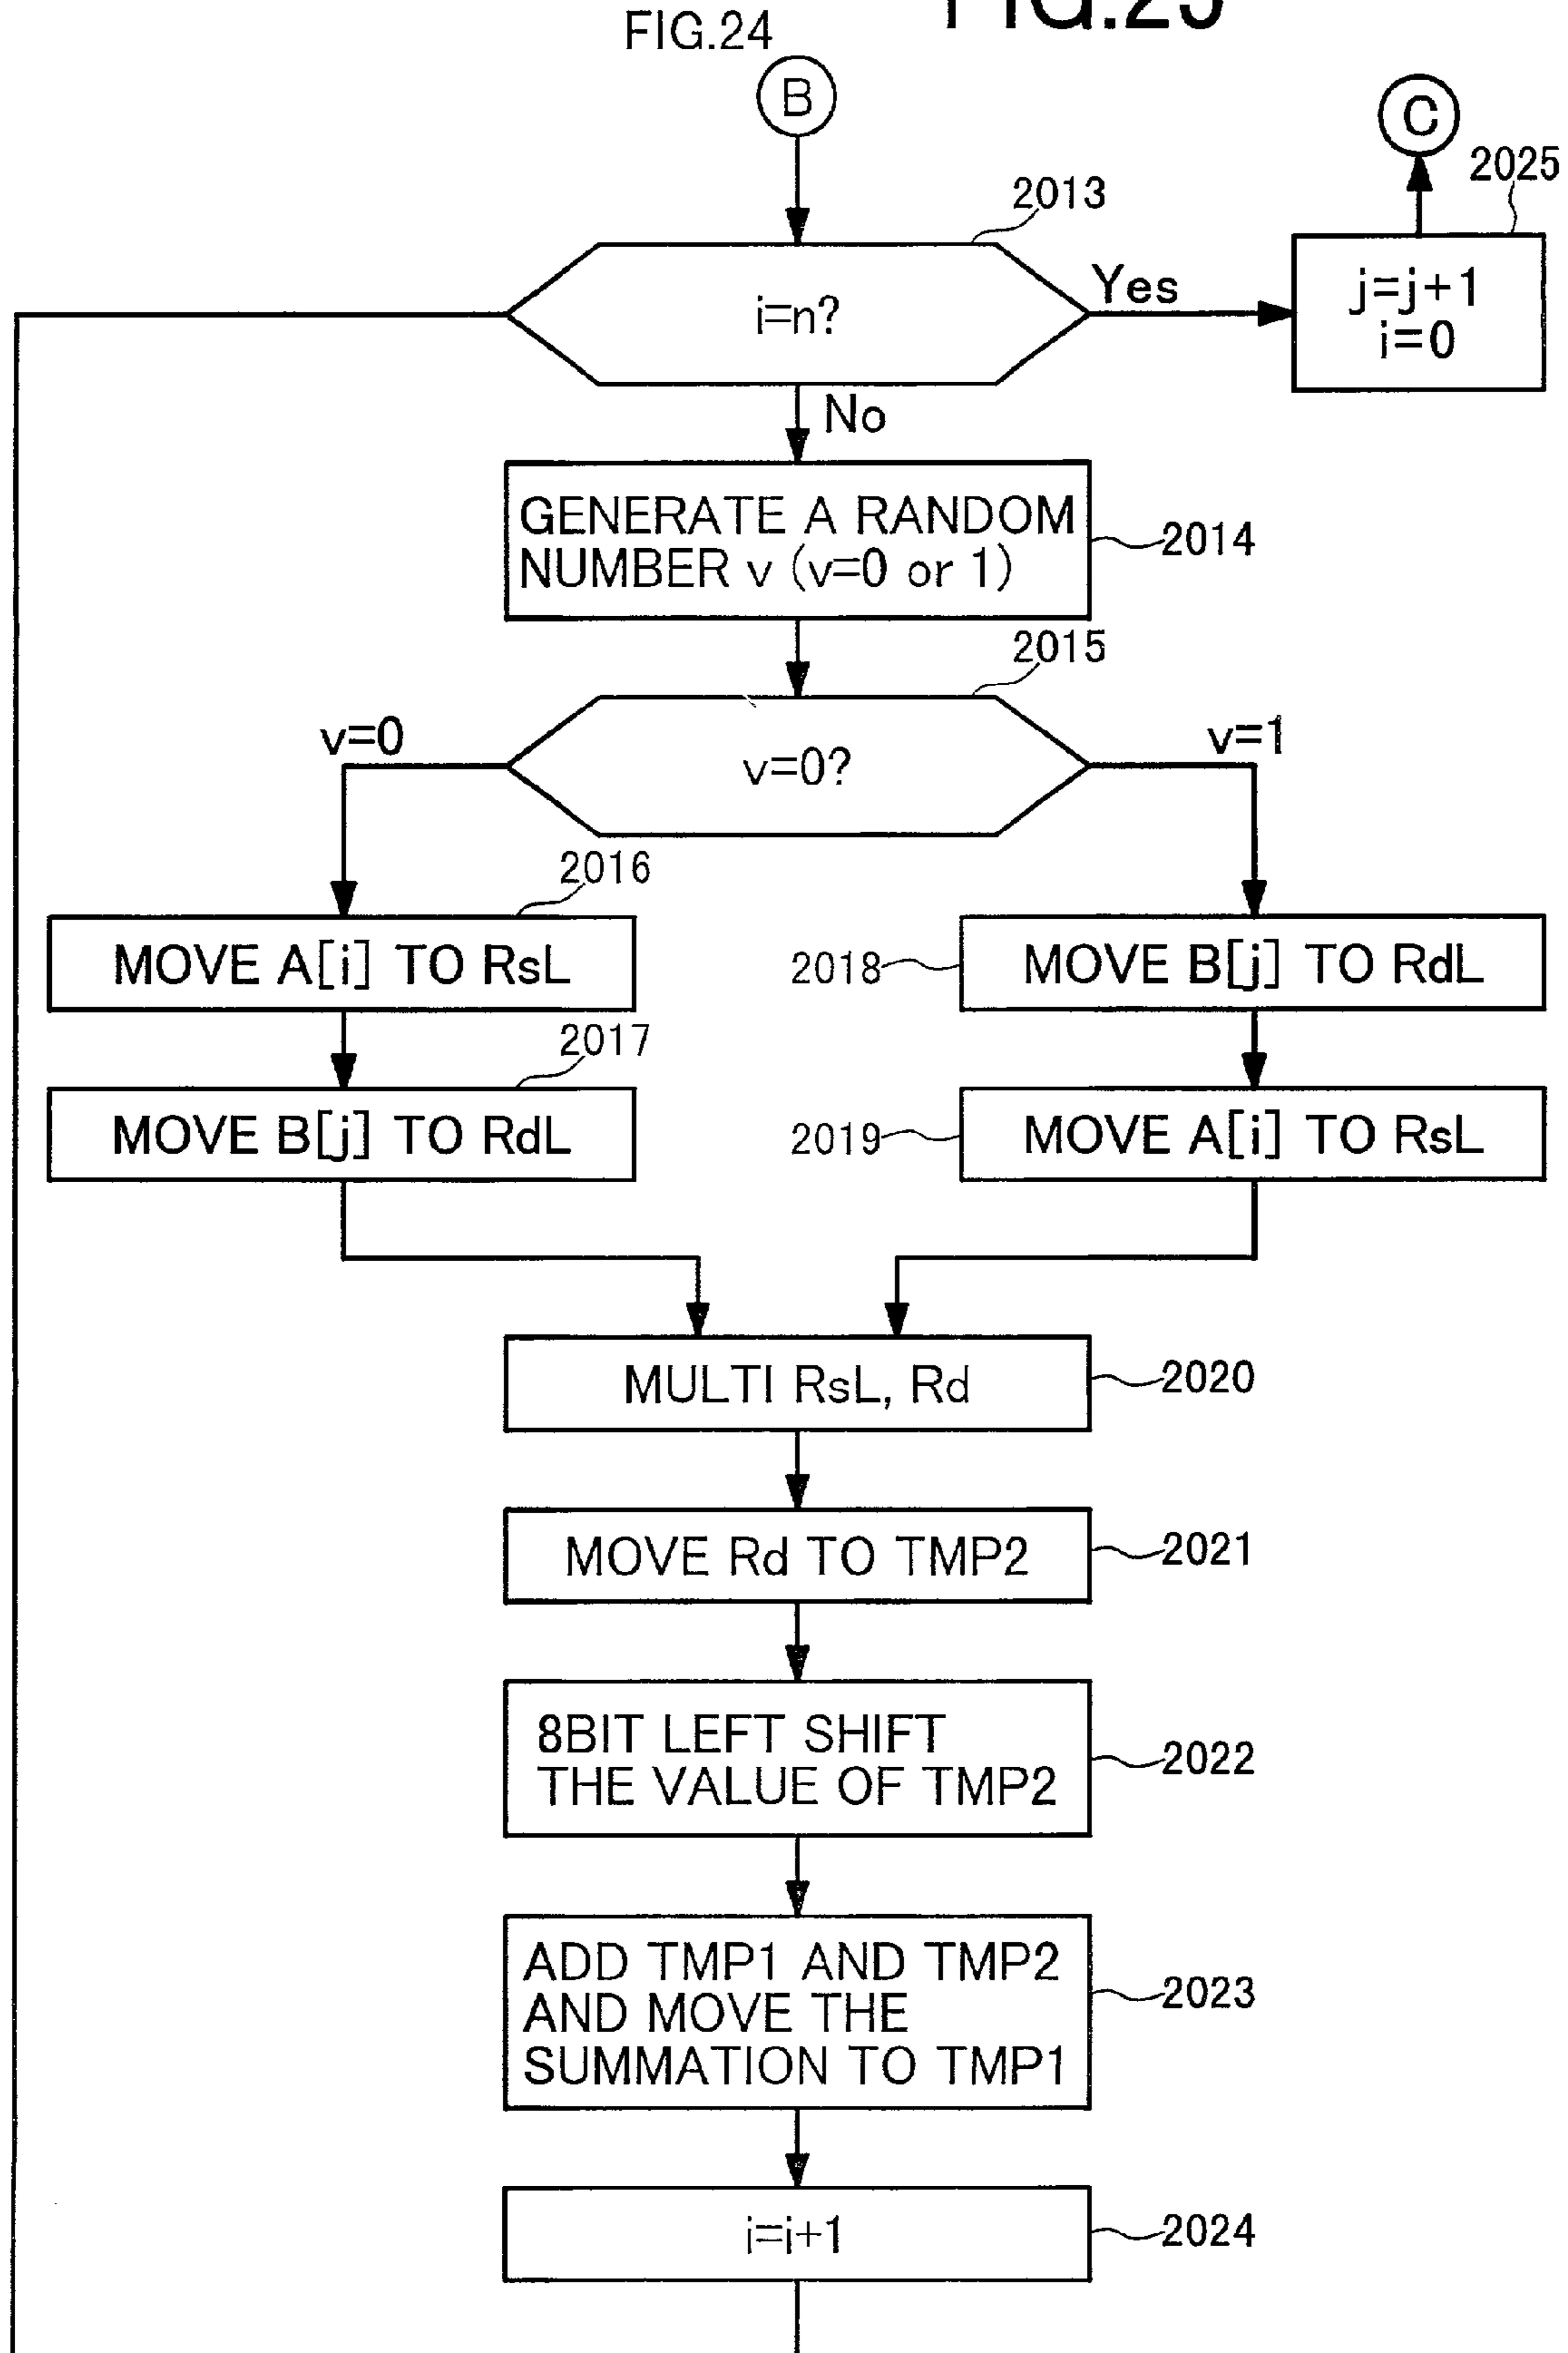 FIG.24
B
C
2025
2013
i=n?
Yes
j=j+1
i=0
No
GENERATE A RANDOM
NUMBER v (v=0 or 1)
2014
2015
v=0
v=0?
v=1
2016
MOVE A[i] TO RsL
2018
MOVE B[j] TO RdL
2017
MOVE B[j] TO RdL
2019
MOVE A[i] TO RsL
MULTI RsL, Rd
2020
MOVE Rd TO TMP2
2021
8BIT LEFT SHIFT
THE VALUE OF TMP2
2022
ADD TMP1 AND TMP2
AND MOVE THE
SUMMATION TO TMP1
2023
i=i+1
2024